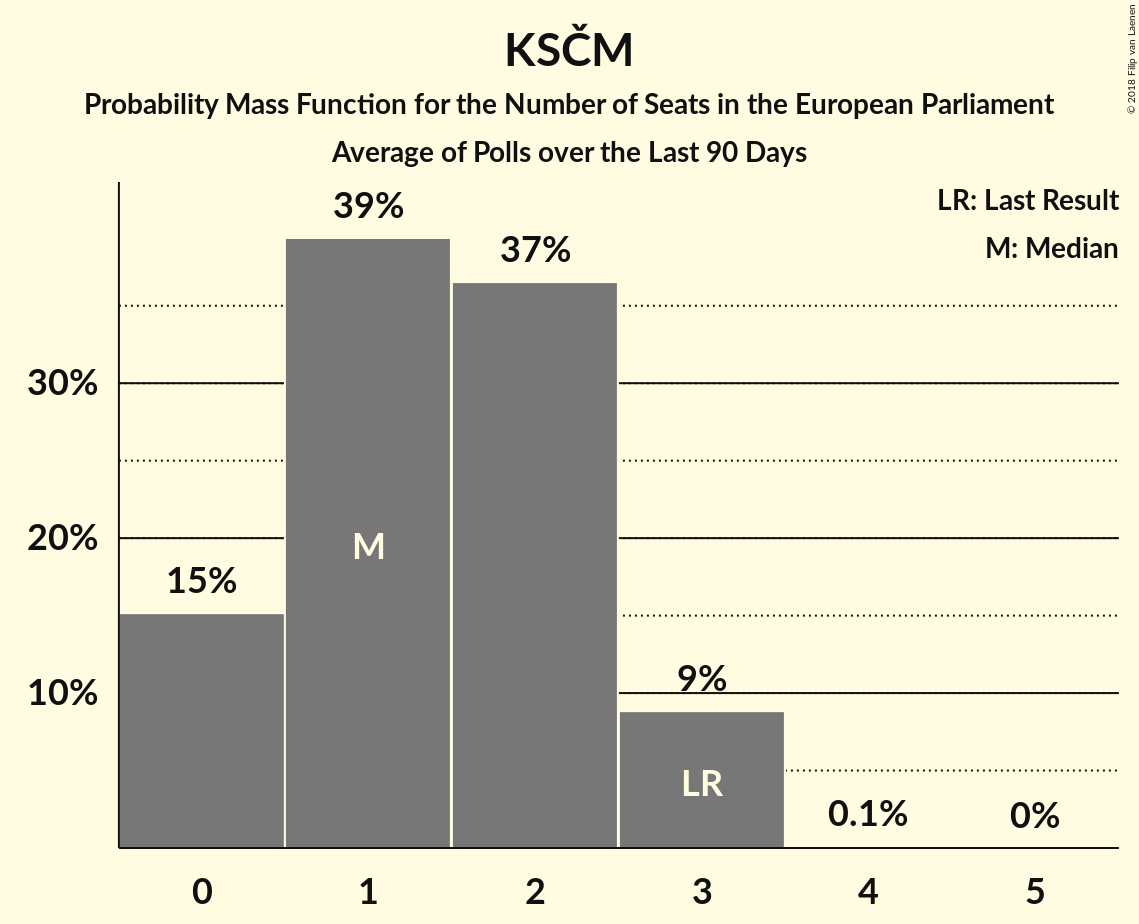 KSČM
Probability Mass Function for the Number of Seats in the European Parliament
Average of Polls over the Last 90 Days
© 2018 Filip van Laenen
LR: Last Result
M: Median
39%
37%
30%
20%
15%
M
10%
9%
LR
0.1%
0%
0 1 2 3 4 5